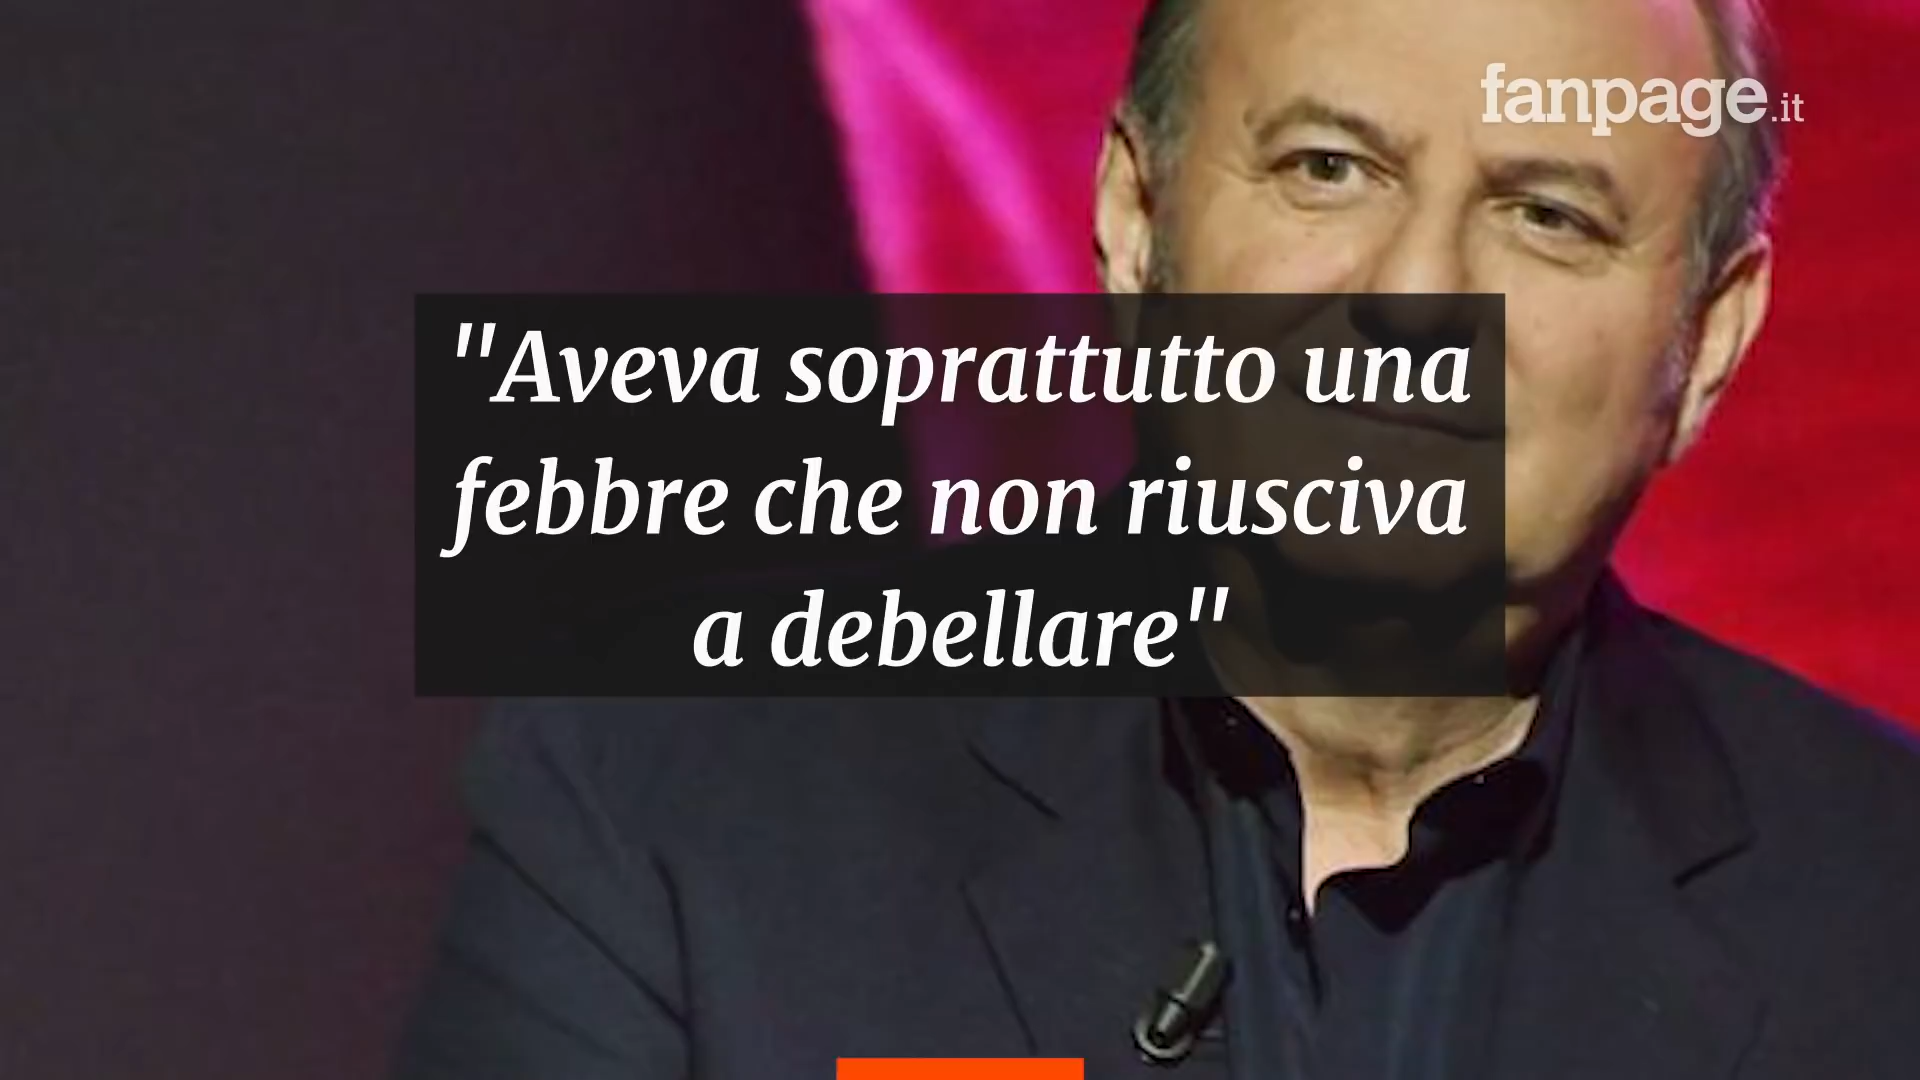 fanpage.it
"Aveva soprattutto una
febbre che non riusciva
a debellare"